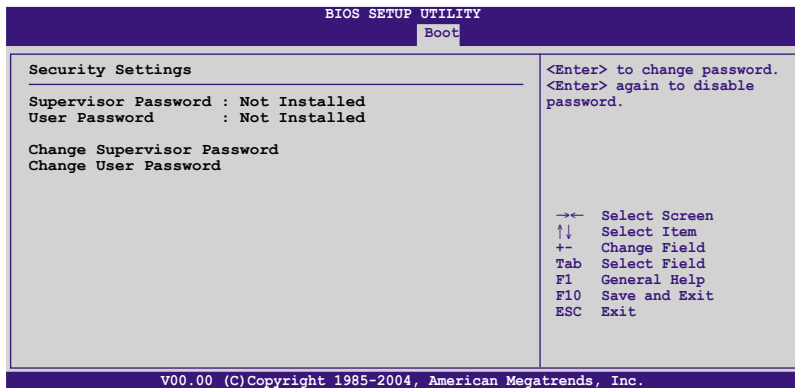 BIOS SETUP UTILITY
Boot
Security Settings
Supervisor Password : Not Installed
User Password : Not Installed
Change Supervisor Password
Change User Password
<Enter> to change password.
<Enter> again to disable
password.
→← Select Screen
↑↓ Select Item
+- Change Field
Tab Select Field
F1 General Help
F10 Save and Exit
ESC Exit
V00.00 (C)Copyright 1985-2004, American Megatrends, Inc.